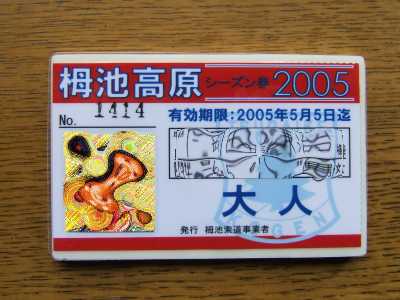 栂池高原 シーズン券 2005
No. 1414
有効期限:2005年5月5日迄
大人
発行 栂池索道事業者